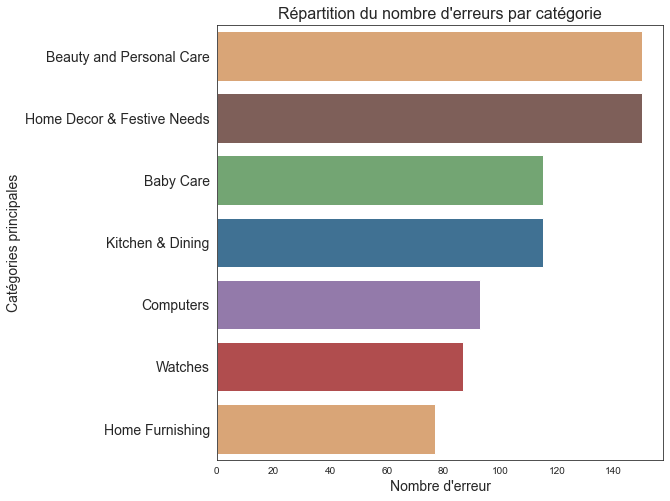 Répartition du nombre d'erreurs par catégorie
Catégories principales
Beauty and Personal Care
Home Decor & Festive Needs
Baby Care
Kitchen & Dining
Computers
Watches
Home Furnishing
0 20 40 60 80 100 120 140
Nombre d'erreur